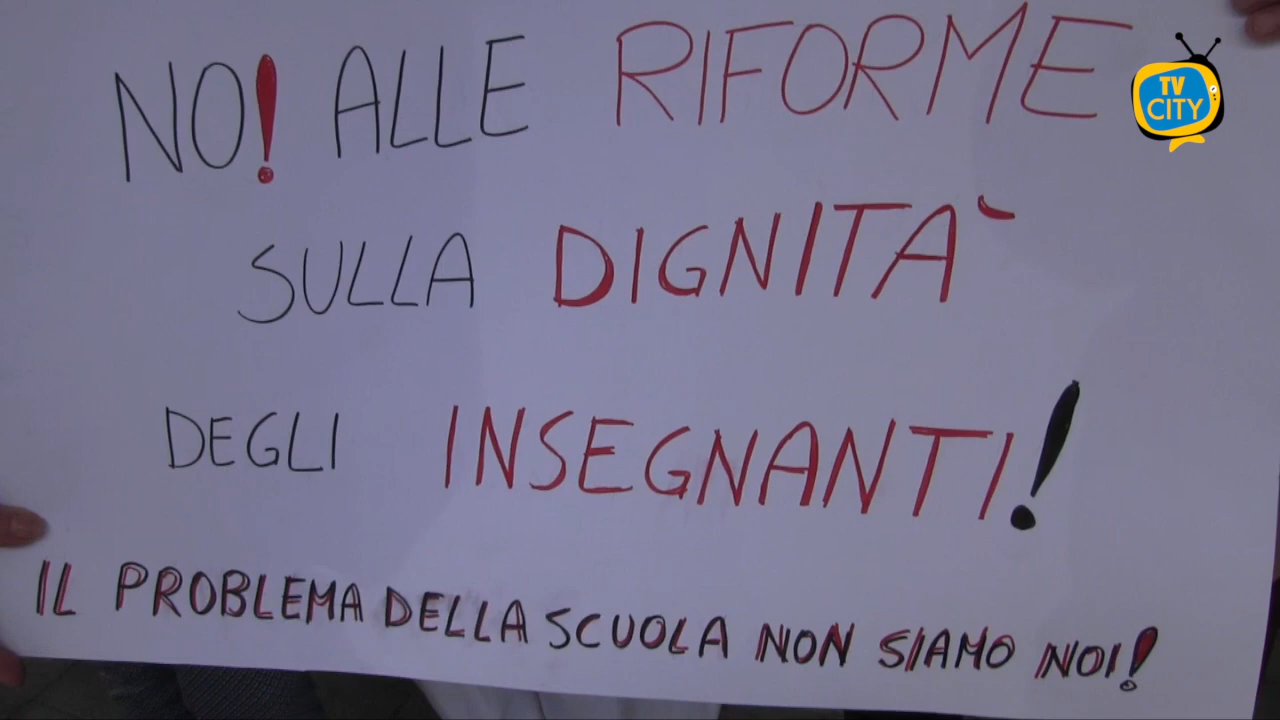 NO! ALLE RIFORME
SULLA DIGNITÀ
DEGLI INSEGNANTI!
IL PROBLEMA DELLA SCUOLA NON SIAMO NOI!
TV
CITY